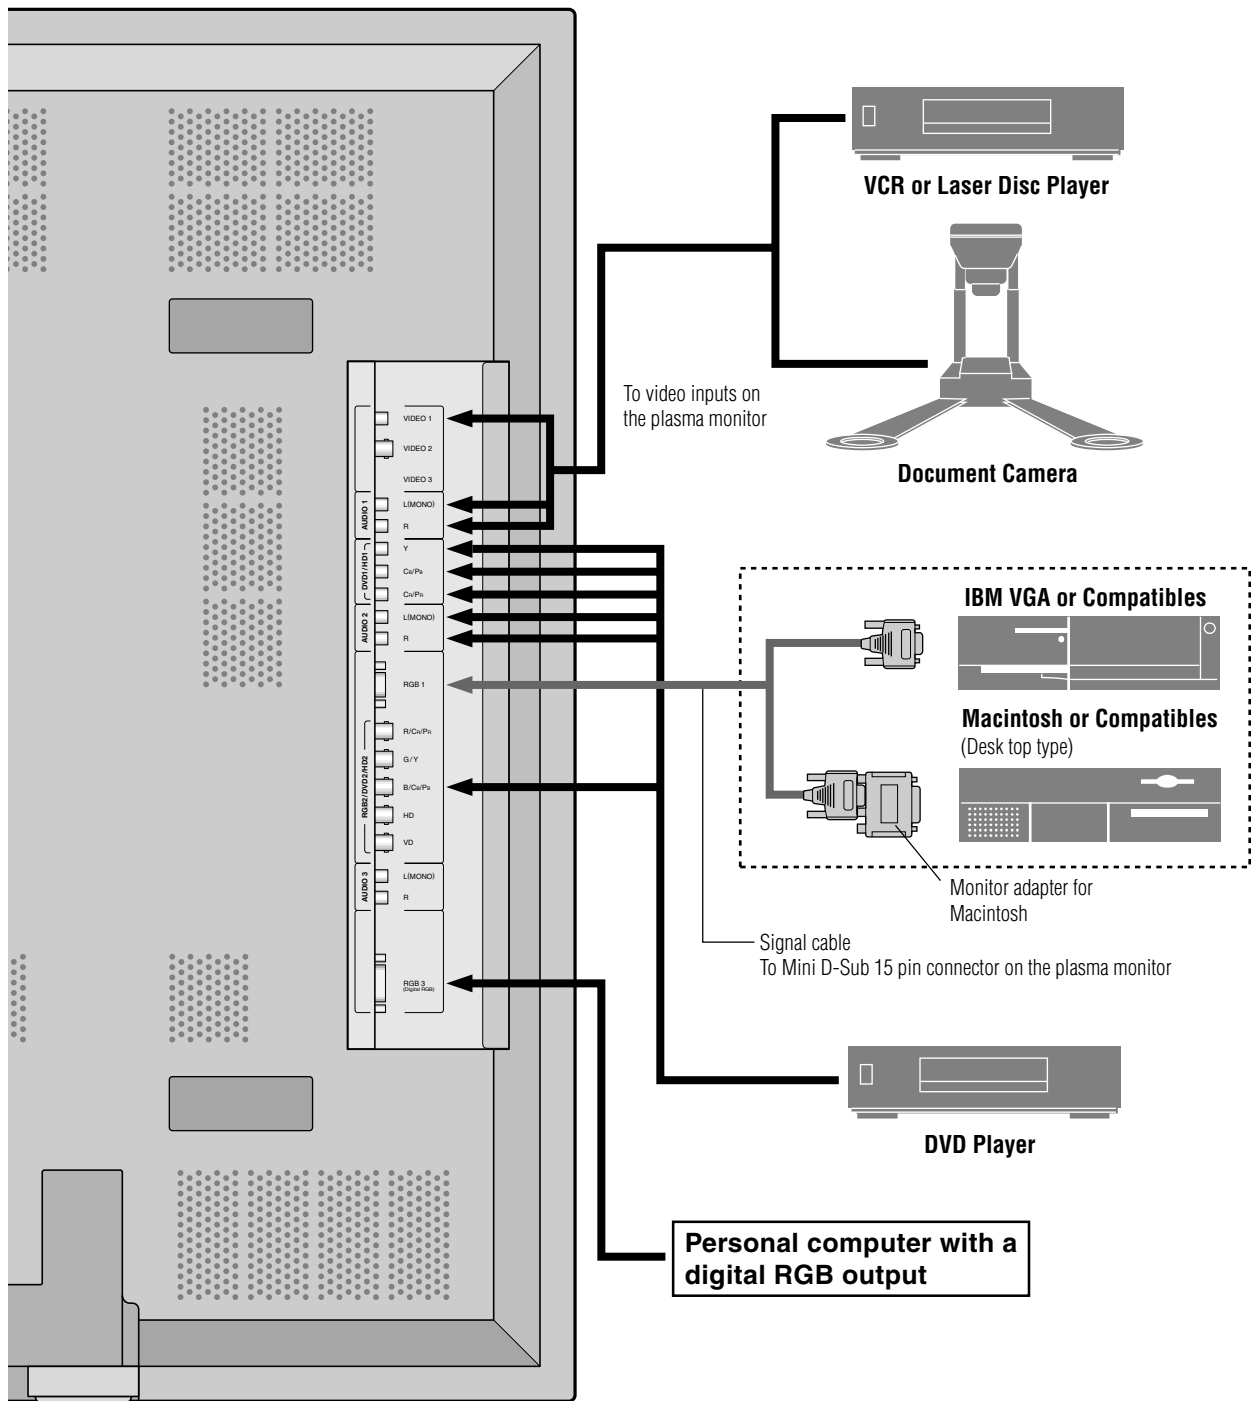 VCR or Laser Disc Player
To video inputs on
the plasma monitor
Document Camera
VIDEO 1
VIDEO 2
VIDEO 3
AUDIO 1
L(MONO)
R
DVD1/HD1
Y
CB/PB
CR/PR
AUDIO 2
L(MONO)
R
RGB 1
RGB2/DVD2/HD2
R/CR/PR
G/Y
B/CB/PB
HD
VD
AUDIO 3
L(MONO)
R
RGB 3
(Digital RGB)
IBM VGA or Compatibles
Macintosh or Compatibles
(Desk top type)
Monitor adapter for
Macintosh
Signal cable
To Mini D-Sub 15 pin connector on the plasma monitor
DVD Player
Personal computer with a
digital RGB output